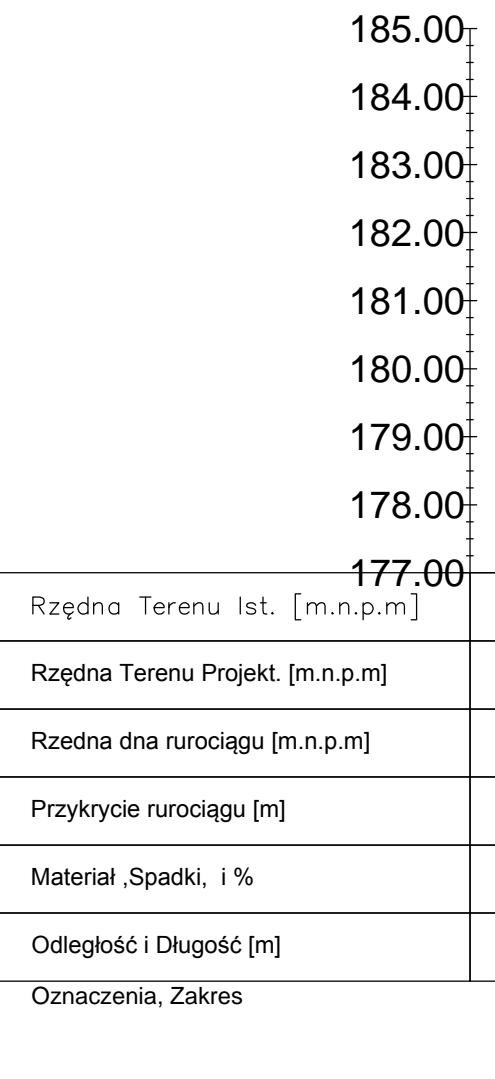 185.00
184.00
183.00
182.00
181.00
180.00
179.00
178.00
177.00
Rzędna Terenu Ist. [m.n.p.m]
Rzędna Terenu Projekt. [m.n.p.m]
Rzedna dna rurociągu [m.n.p.m]
Przykrycie rurociągu [m]
Materiał ,Spadki, i %
Odległość i Długość [m]
Oznaczenia, Zakres